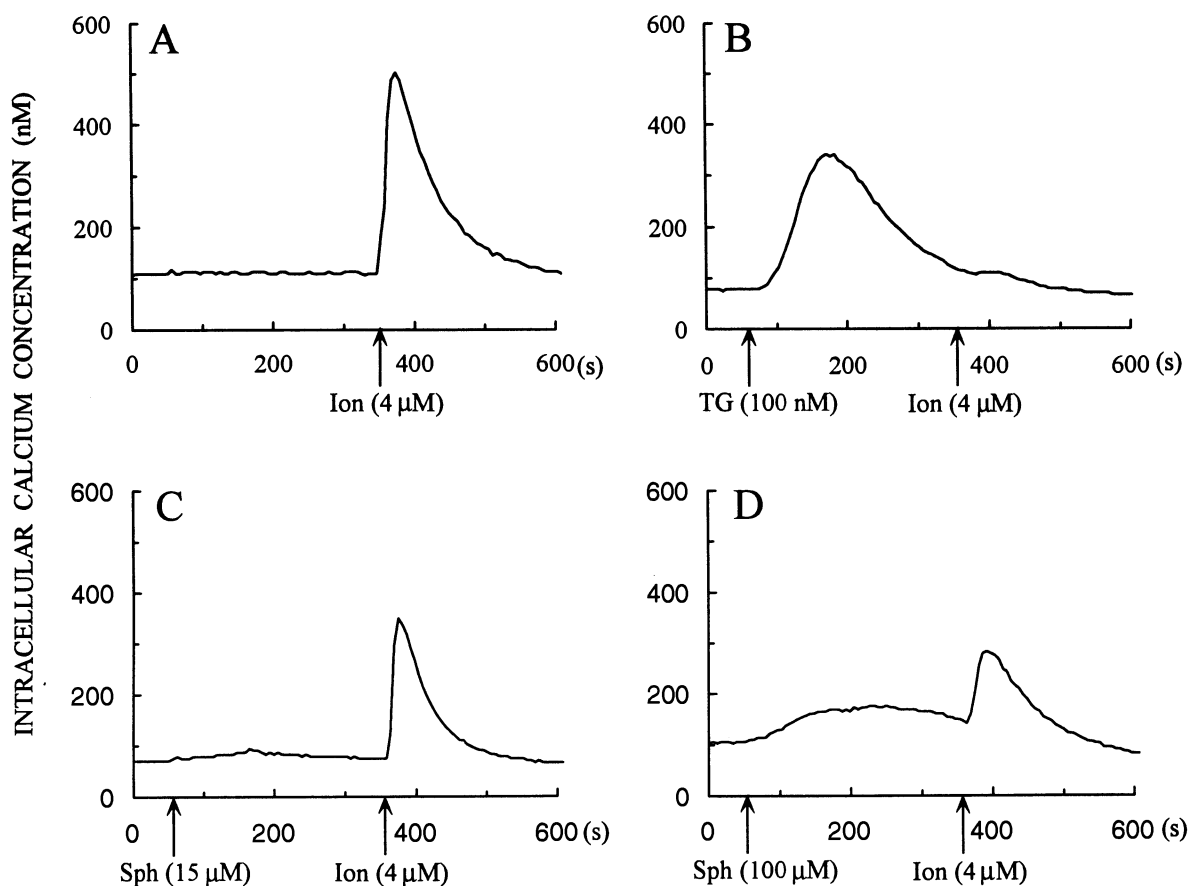 INTRACELLULAR CALCIUM CONCENTRATION (nM)
A
600
400
200
0
0 200 400 600 (s)
Ion (4 µM)
B
600
400
200
0
0 200 400 600 (s)
TG (100 nM) Ion (4 µM)
C
600
400
200
0
0 200 400 600 (s)
Sph (15 µM) Ion (4 µM)
D
600
400
200
0
0 200 400 600 (s)
Sph (100 µM) Ion (4 µM)